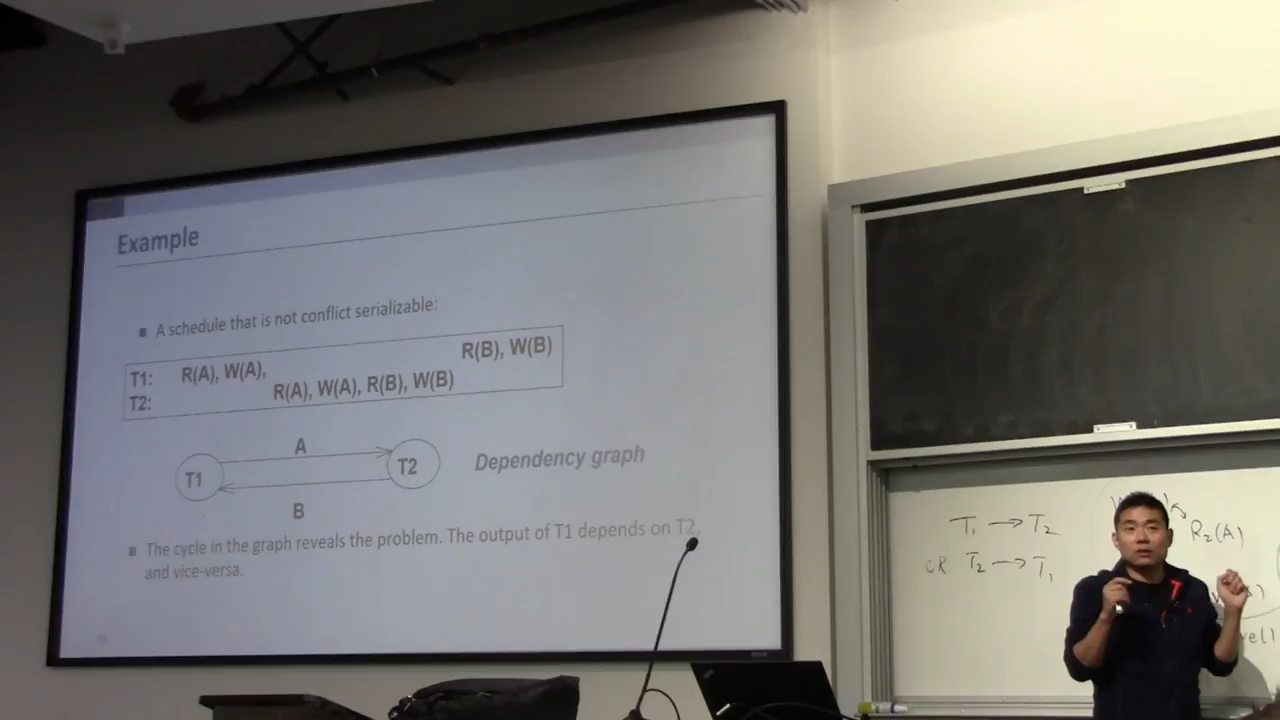 Example
■ A schedule that is not conflict serializable:
T1: R(A), W(A), R(B), W(B)
T2: R(A), W(A), R(B), W(B)
A
T1 T2
Dependency graph
B
■ The cycle in the graph reveals the problem. The output of T1 depends on T2,
and vice-versa.
T₁ → T₂
OR T₂ → T₁
R₂(A)